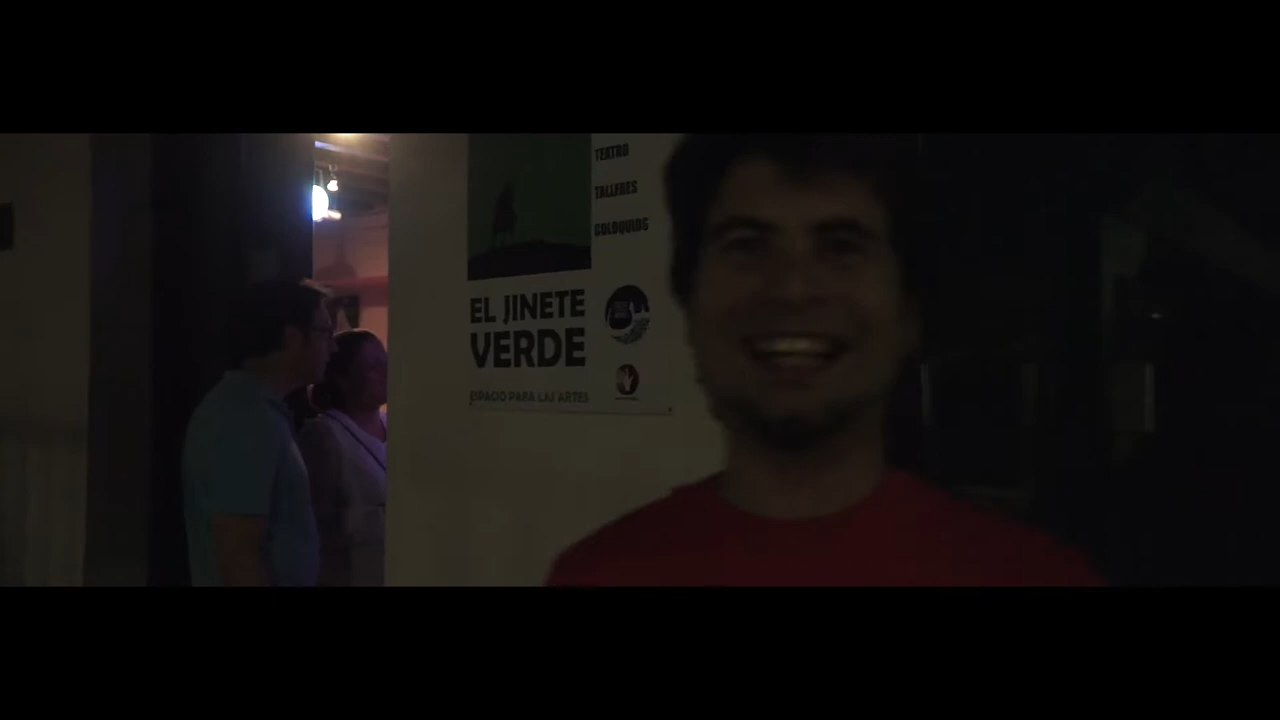 TEATRO
TALLERES
COLOQUIOS
EL JINETE
VERDE
ESPACIO PARA LAS ARTES